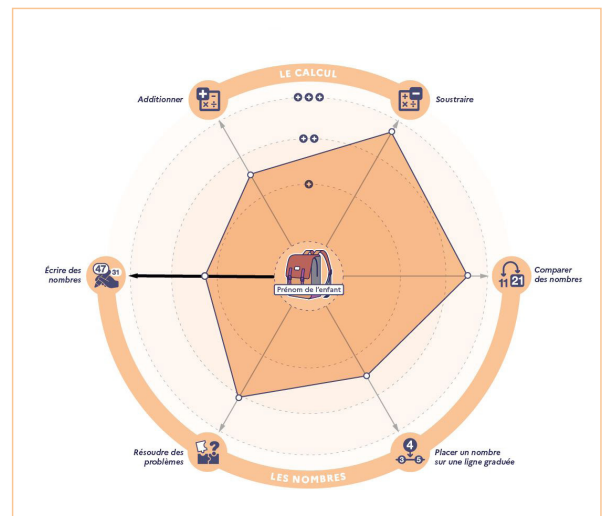 LE CALCUL
Additionner
Soustraire
47
31
Écrire des
nombres
Prénom de l'enfant
11 21
Comparer
des nombres
Résoudre des
problèmes
?
4
3 5
Placer un nombre
sur une ligne graduée
LES NOMBRES